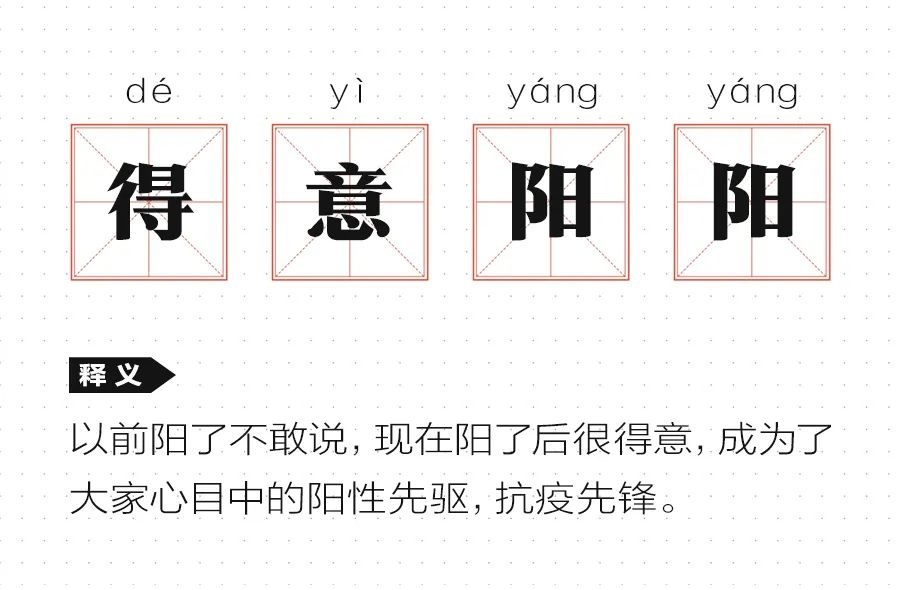 dé yì yáng yáng
得意阳阳
释义
以前阳了不敢说，现在阳了后很得意，成为了
大家心目中的阳性先驱，抗疫先锋。